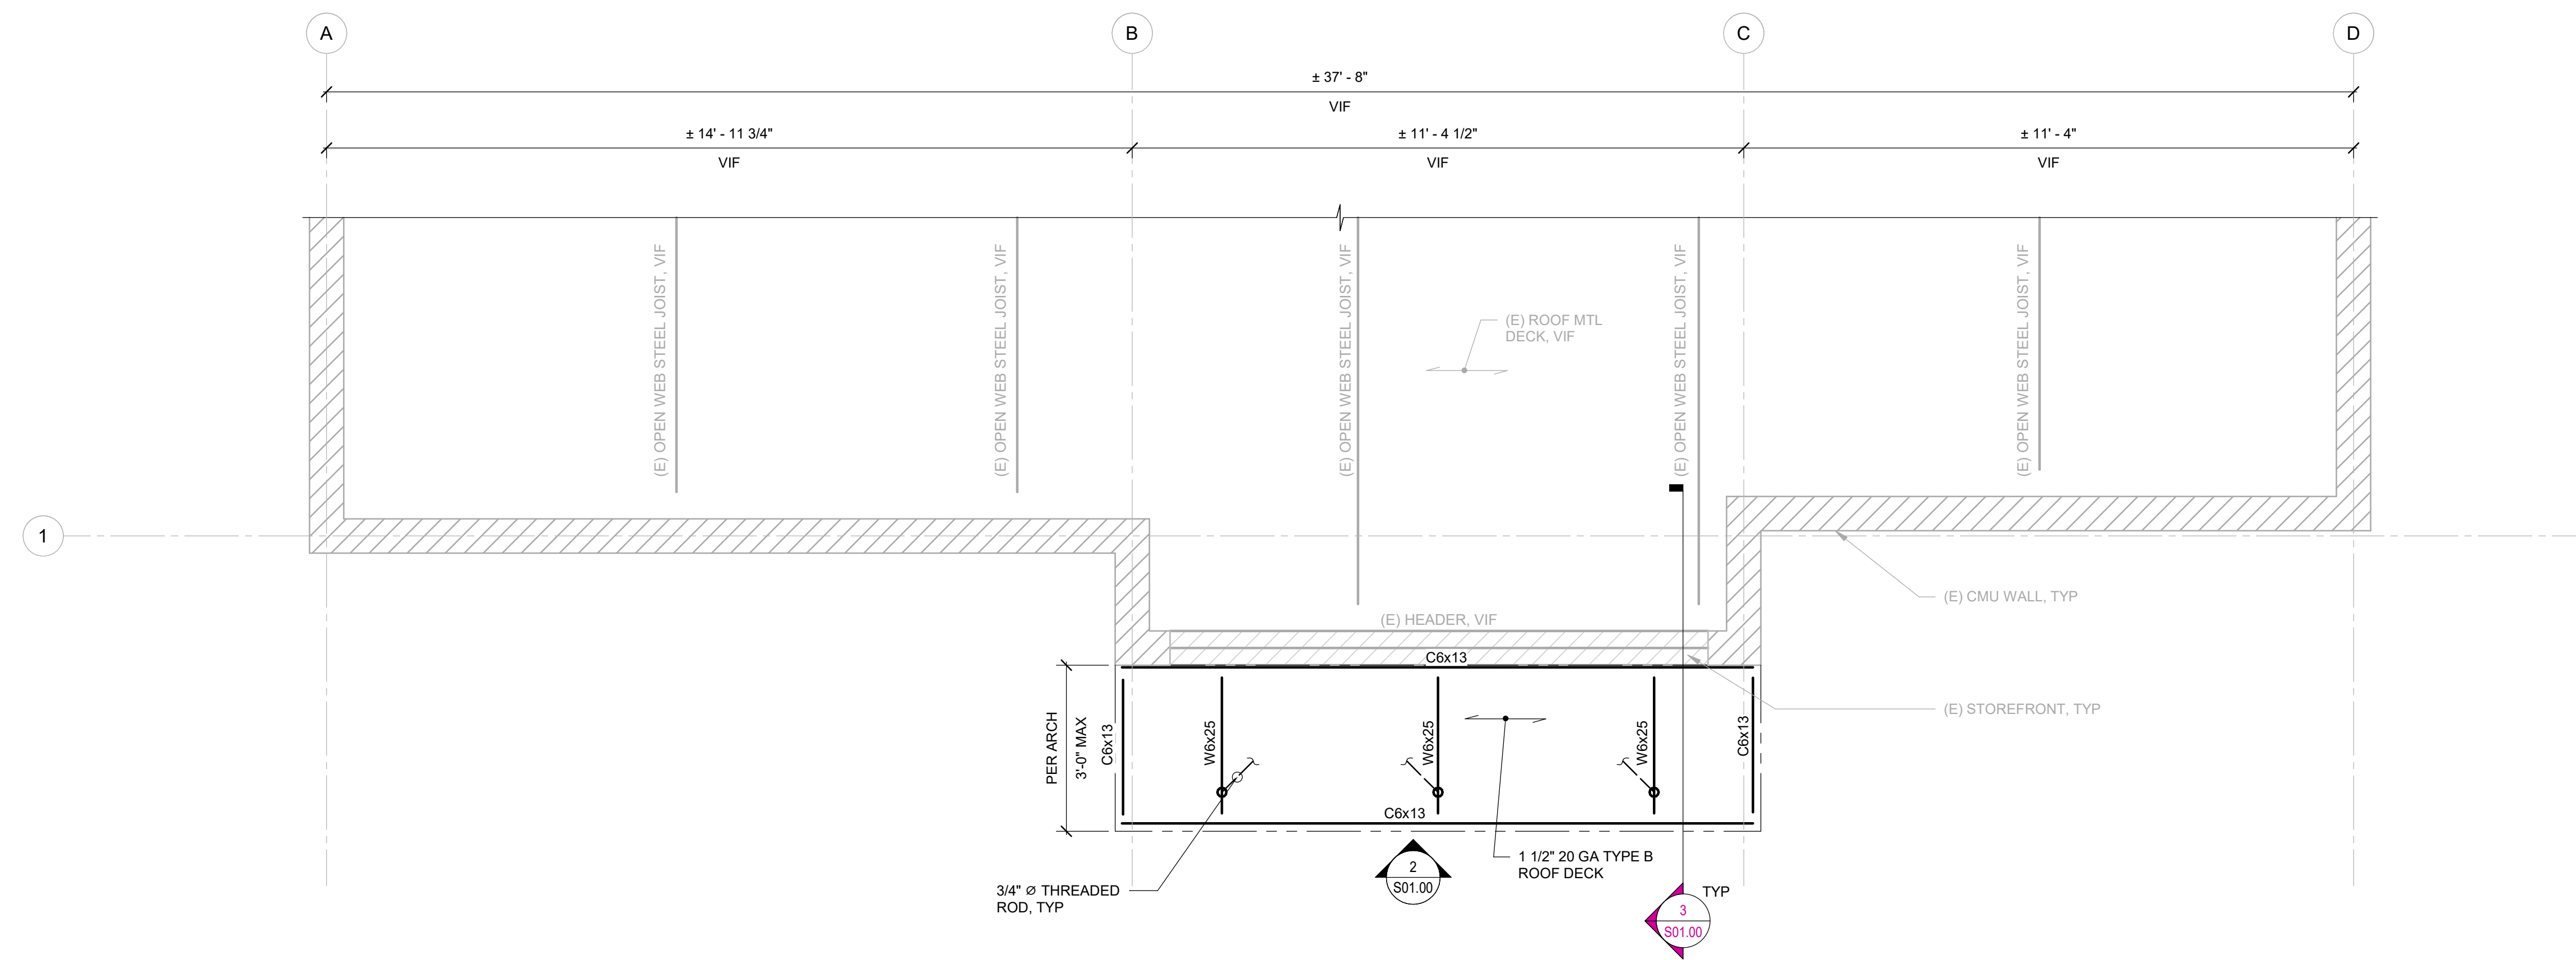 A
B
C
D
± 37' - 8"
VIF
± 14' - 11 3/4"
VIF
± 11' - 4 1/2"
VIF
± 11' - 4"
VIF
(E) OPEN WEB STEEL JOIST, VIF
(E) OPEN WEB STEEL JOIST, VIF
(E) OPEN WEB STEEL JOIST, VIF
(E) OPEN WEB STEEL JOIST, VIF
(E) OPEN WEB STEEL JOIST, VIF
(E) ROOF MTL
DECK, VIF
1
(E) CMU WALL, TYP
(E) HEADER, VIF
C6x13
(E) STOREFRONT, TYP
PER ARCH
3'-0" MAX
C6x13
W6x25
W6x25
W6x25
C6x13
C6x13
1 1/2" 20 GA TYPE B
ROOF DECK
2
S01.00
3/4" ⌀ THREADED
ROD, TYP
TYP
3
S01.00